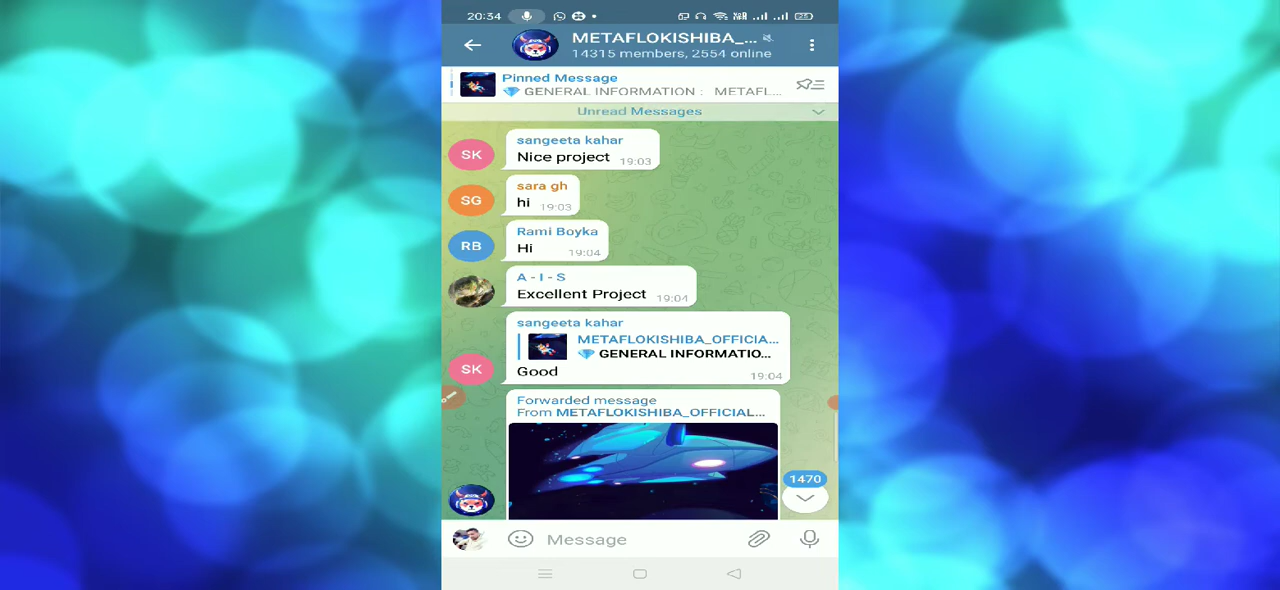 20:34
METAFLOKISHIBA_...
14315 members, 2554 online
Pinned Message
💎 GENERAL INFORMATION : METAFL...
Unread Messages
sangeeta kahar
SK
Nice project 19:03
sara gh
SG
hi 19:03
Rami Boyka
RB
Hi 19:04
A - I - S
Excellent Project 19:04
sangeeta kahar
METAFLOKISHIBA_OFFICIA...
💎 GENERAL INFORMATIO...
SK
Good 19:04
Forwarded message
From METAFLOKISHIBA_OFFICIAL...
1470
Message